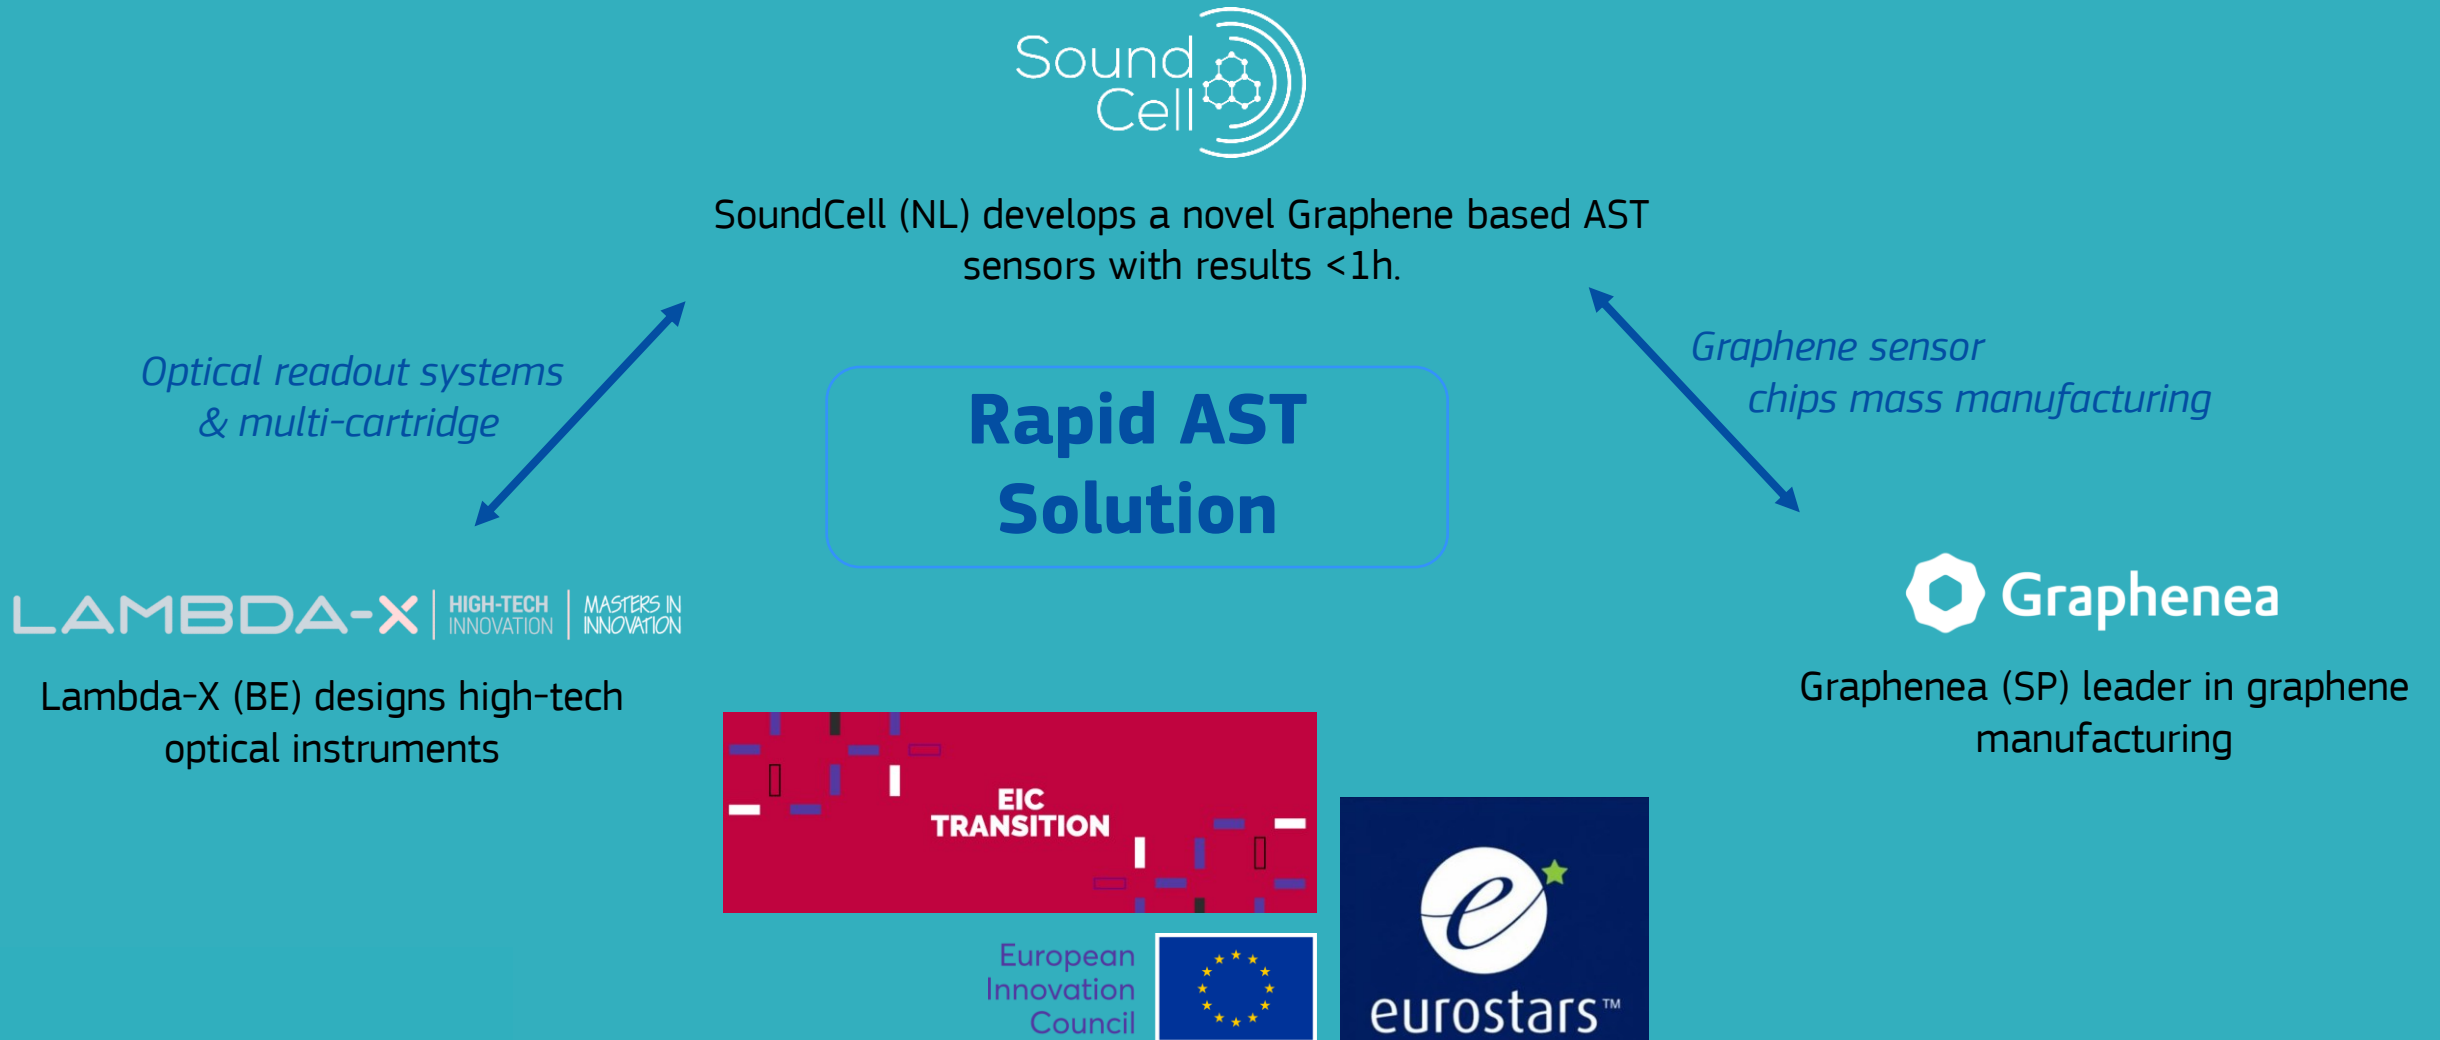 Sound
Cell
SoundCell (NL) develops a novel Graphene based AST
sensors with results <1h.
Optical readout systems
& multi-cartridge
Graphene sensor
chips mass manufacturing
Rapid AST
Solution
LAMBDA-X
HIGH-TECH
INNOVATION
MASTERS IN
INNOVATION
Lambda-X (BE) designs high-tech
optical instruments
Graphenea
Graphenea (SP) leader in graphene
manufacturing
EIC
TRANSITION
European
Innovation
Council
e
eurostars™